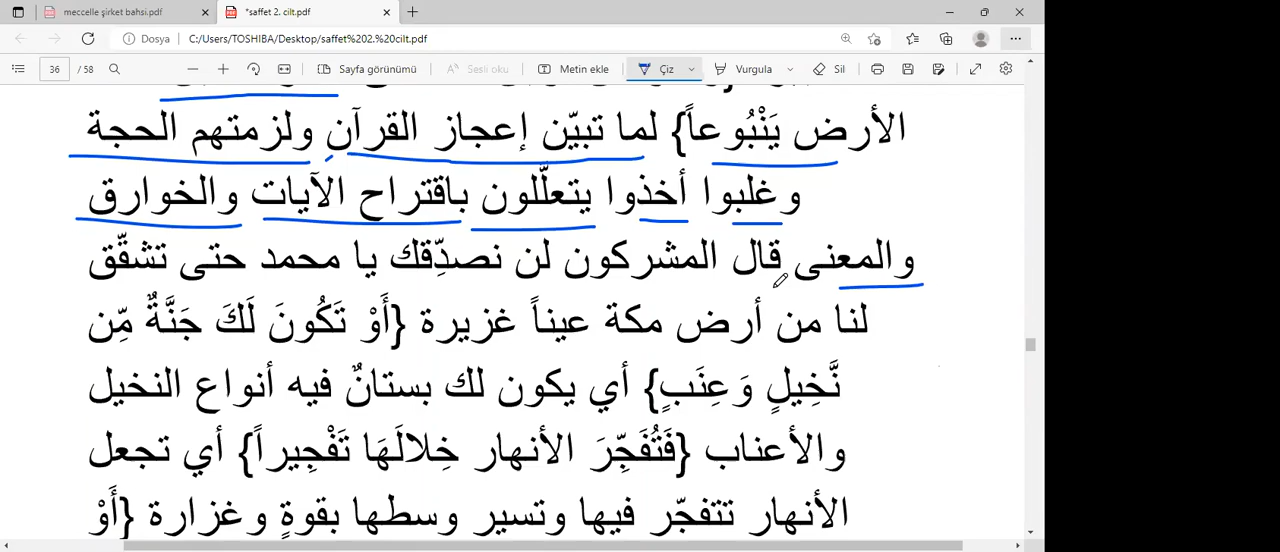 meccelle şirket bahsi.pdf
*saffet 2. cilt.pdf
Dosya
C:/Users/TOSHIBA/Desktop/saffet%202.%20cilt.pdf
36 / 58
Sayfa görünümü
Sesli oku
Metin ekle
Çiz
Vurgula
Sil
الأرض يَنْبُوعاً} لما تبيّن إعجاز القرآن ولزمتهم الحجة
وغلبوا أخذوا يتعلَّلون باقتراح الآيات والخوارق
والمعنى قال المشركون لن نصدِّقك يا محمد حتى تشقّق
لنا من أرض مكة عيناً غزيرة {أَوْ تَكُونَ لَكَ جَنَّةٌ مِّن
نَّخِيلٍ وَعِنَبٍ} أي يكون لك بستانٌ فيه أنواع النخيل
والأعناب {فَتُفَجِّرَ الأنهار خِلالَهَا تَفْجِيراً} أي تجعل
الأنهار تتفجّر فيها وتسير وسطها بقوةٍ وغزارة {أَوْ